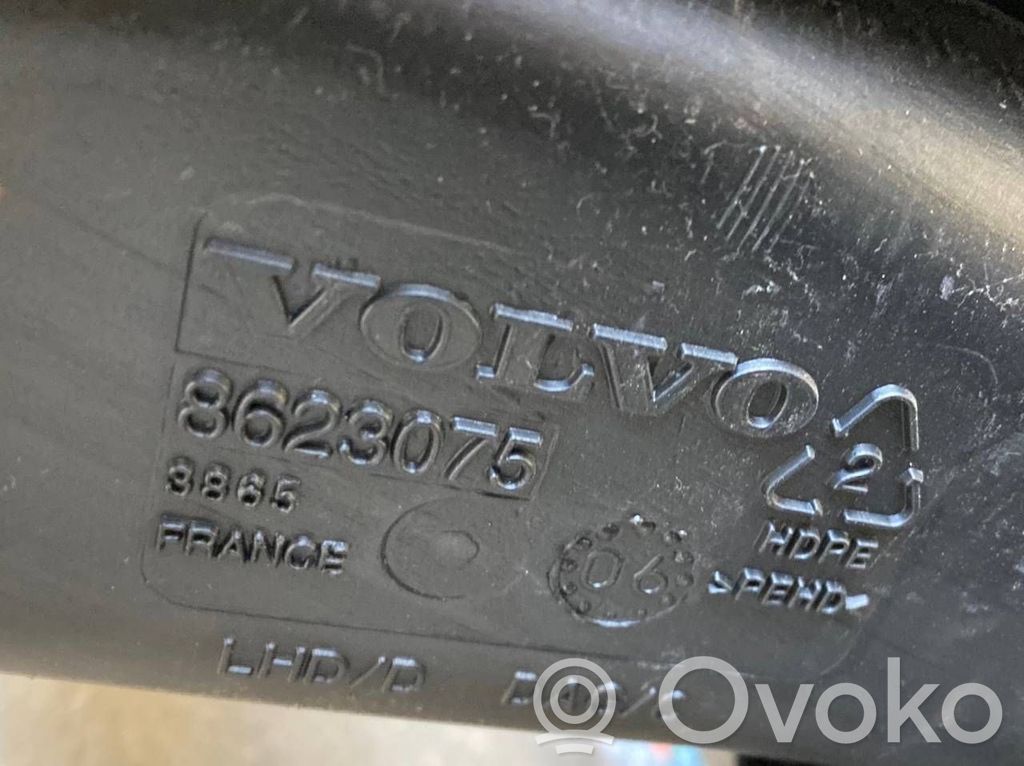 VOLVO
8623075
3865
FRANCE
06
2
HDPE
>PEHD<
LHD/D
Ovoko